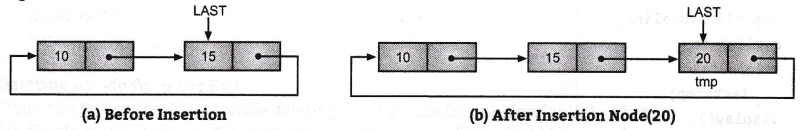 LAST
10
15
(a) Before Insertion
LAST
10
15
20
tmp
(b) After Insertion Node(20)